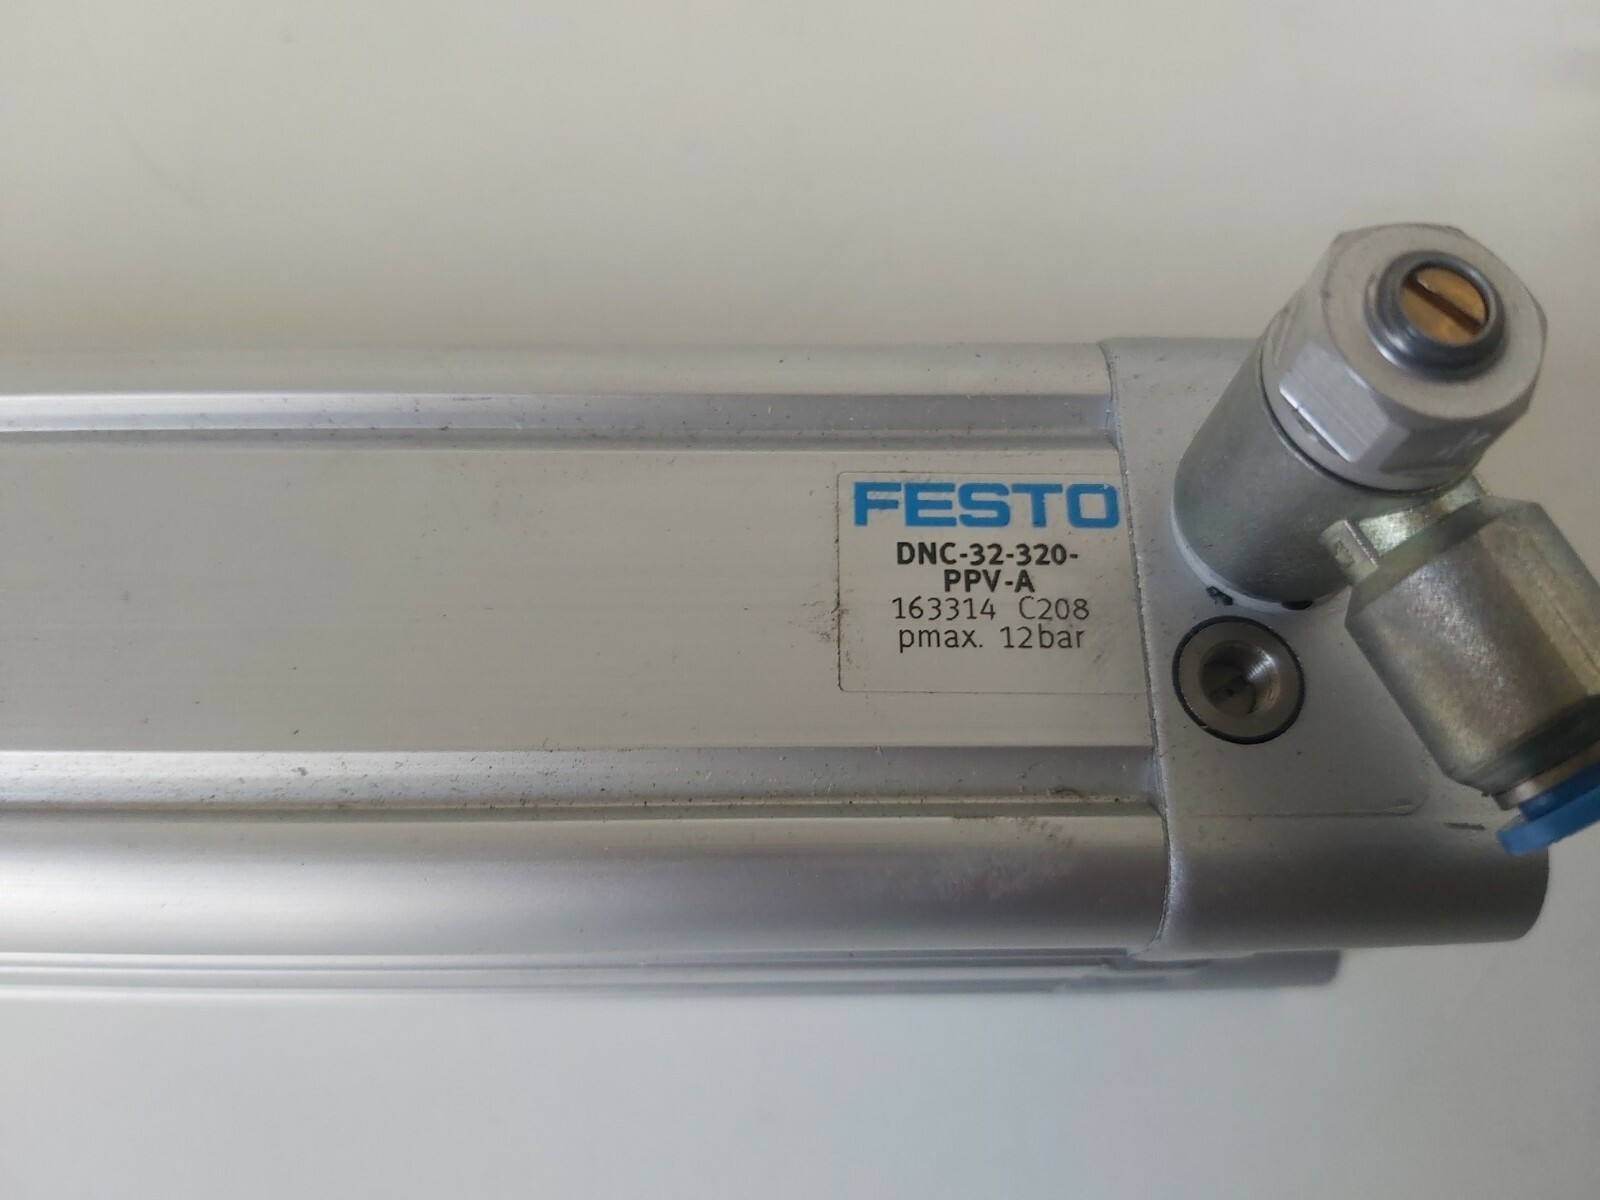 FESTO
DNC-32-320-
PPV-A
163314 C208
pmax. 12bar